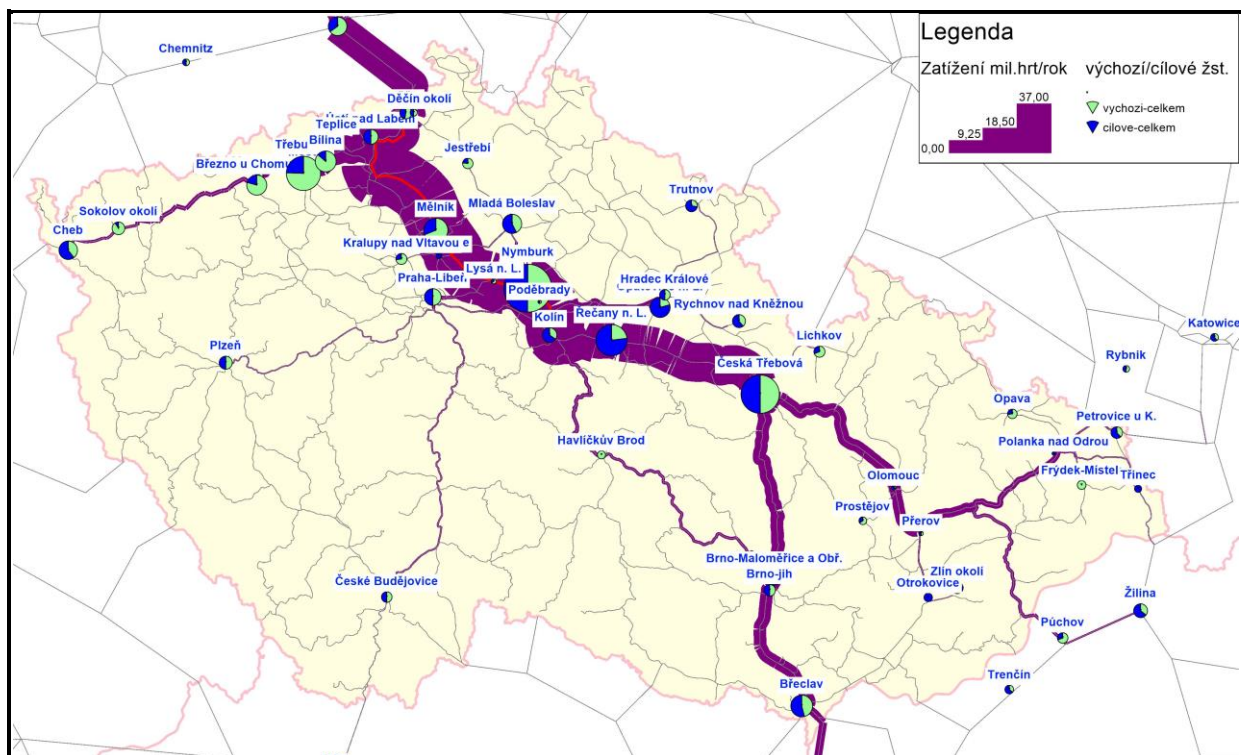 Legenda
Zatížení mil.hrt/rok
výchozí/cílové žst.
37,00
18,50
9,25
0,00
vychozi-celkem
cilove-celkem
Chemnitz
Děčín okolí
nad Labem
Teplice
Bílina
Třebu
Březno u Chomu
Jestřebí
Sokolov okolí
Cheb
Mělník
Mladá Boleslav
Trutnov
Kralupy nad Vltavou e
Nymburk
Lysá n. L.
Praha-Libeň
Poděbrady
Hradec Králové
Rychnov nad Kněžnou
Kolín
Řečany n. L.
Lichkov
Katowice
Plzeň
Česká Třebová
Rybnik
Opava
Petrovice u K.
Havlíčkův Brod
Polanka nad Odrou
Olomouc
Frýdek-Místel
Třinec
Prostějov
Přerov
Brno-Maloměřice a Obř.
Brno-jih
České Budějovice
Zlín okolí
Otrokovice
Žilina
Púchov
Břeclav
Trenčín